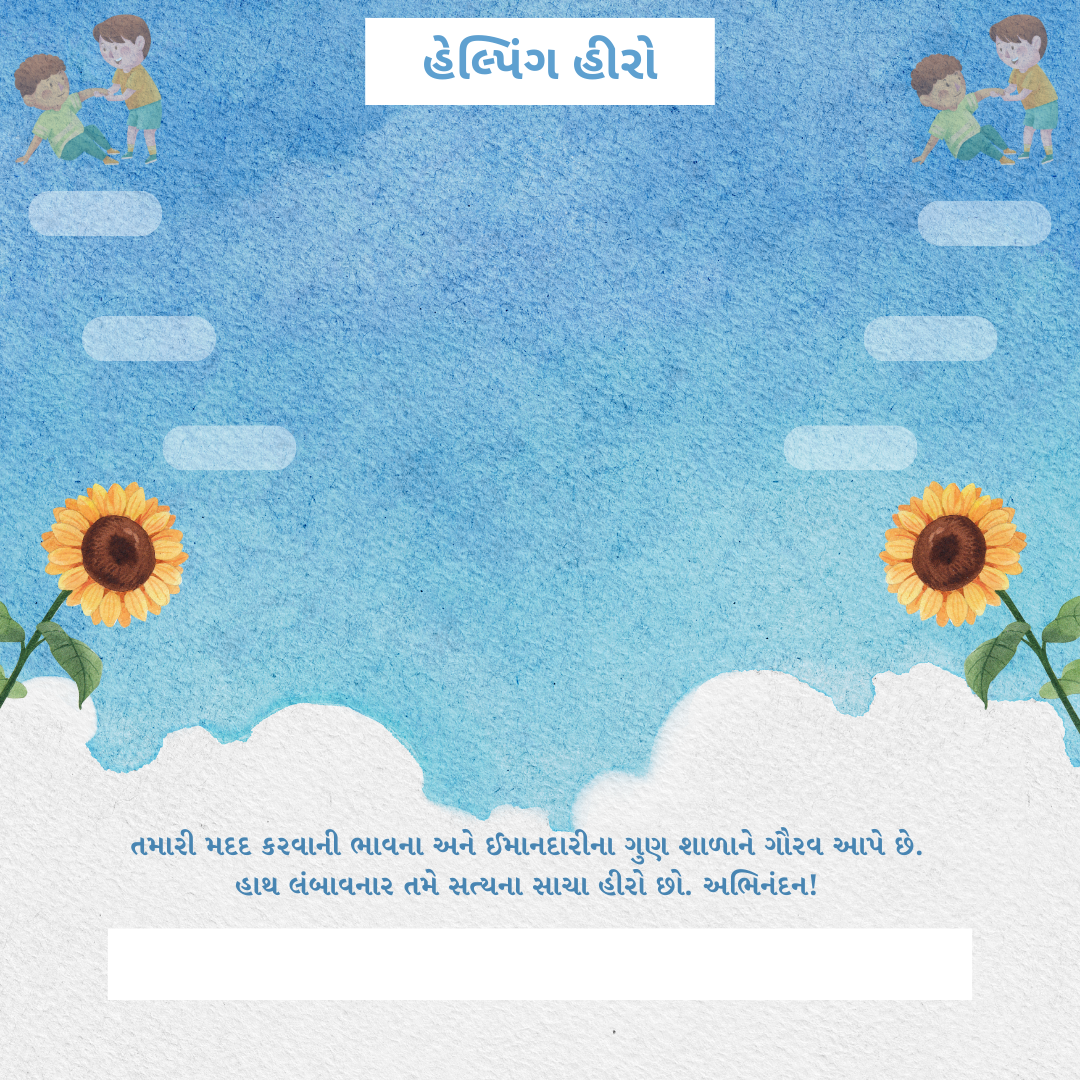 હેલ્પિંગ હીરો
તમારી મદદ કરવાની ભાવના અને ઈમાનદારીના ગુણ શાળાને ગૌરવ આપે છે.
હાથ લંબાવનાર તમે સત્યના સાચા હીરો છો. અભિનંદન!